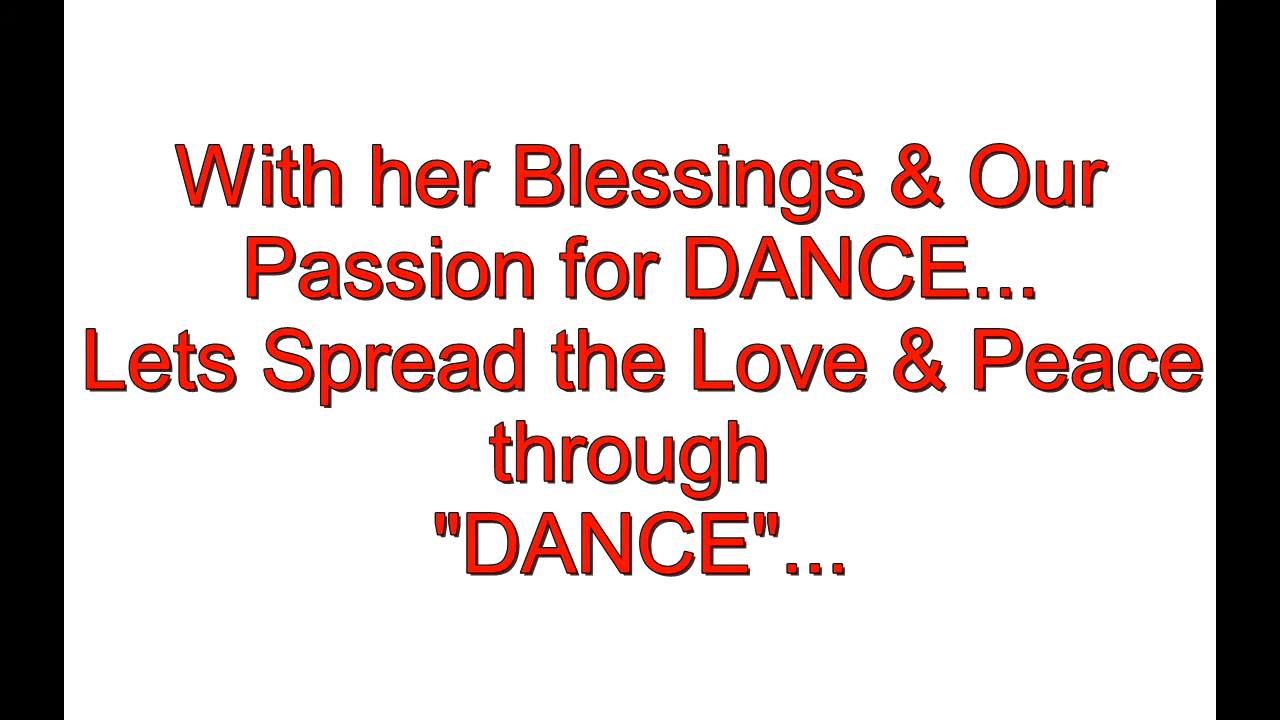 With her Blessings & Our
Passion for DANCE...
Lets Spread the Love & Peace
through
"DANCE"...